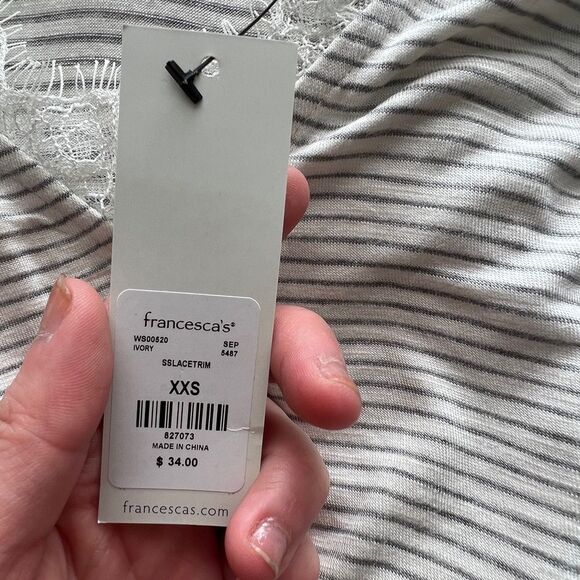 francesca's®
WS00520 SEP
IVORY 5487
SSLACETRIM
XXS
827073
MADE IN CHINA
$ 34.00
francescas.com